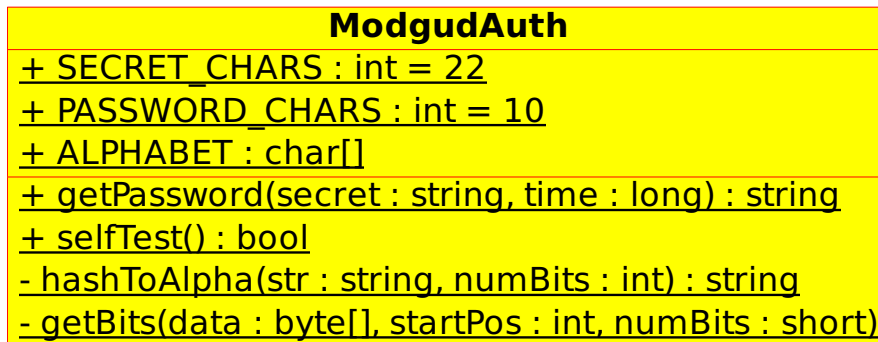 ModgudAuth
+ SECRET_CHARS : int = 22
+ PASSWORD_CHARS : int = 10
+ ALPHABET : char[]
+ getPassword(secret : string, time : long) : string
+ selfTest() : bool
- hashToAlpha(str : string, numBits : int) : string
- getBits(data : byte[], startPos : int, numBits : short)